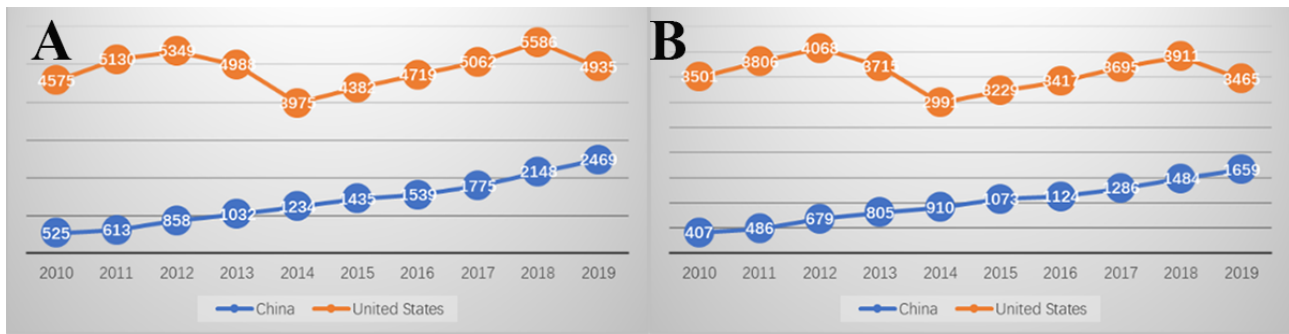 A
4575 5130 5349 4988 3975 4382 4719 5062 5586 4935
525 613 858 1032 1234 1435 1539 1775 2148 2469
2010 2011 2012 2013 2014 2015 2016 2017 2018 2019
China United States
B
3501 3806 4068 3715 2991 3229 3417 3695 3911 3465
407 486 679 805 910 1073 1124 1286 1484 1659
2010 2011 2012 2013 2014 2015 2016 2017 2018 2019
China United States